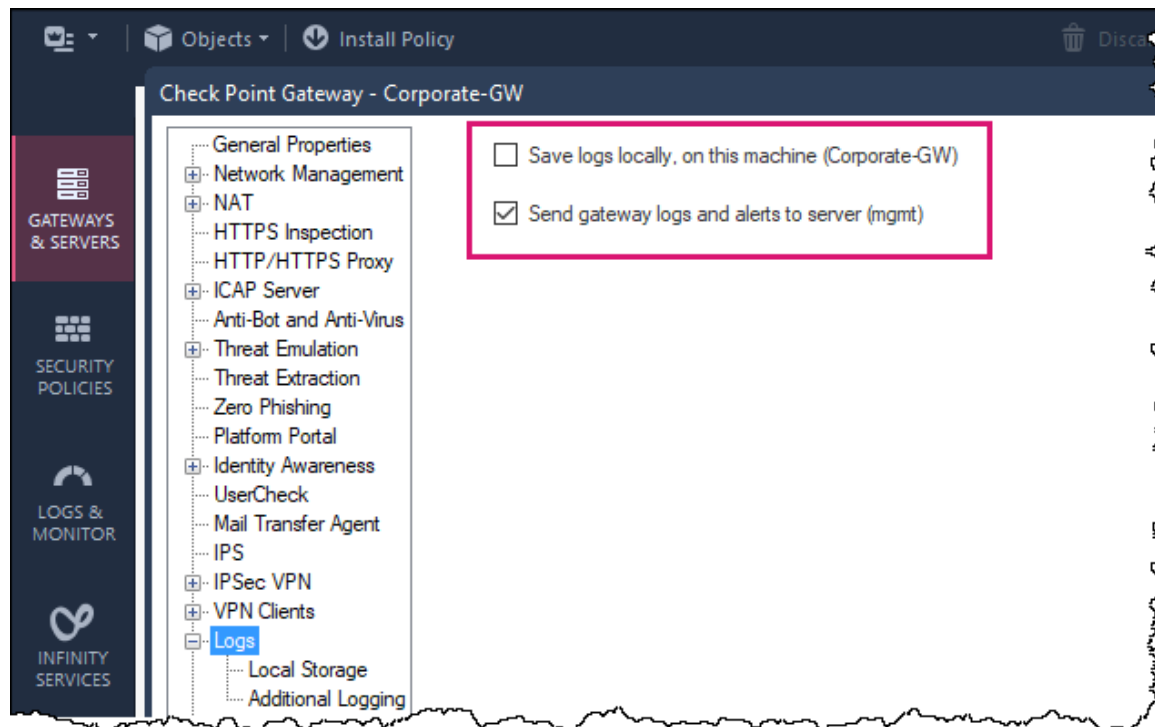 Objects
Install Policy
Check Point Gateway - Corporate-GW
GATEWAYS
& SERVERS
SECURITY
POLICIES
LOGS &
MONITOR
INFINITY
SERVICES
General Properties
Network Management
NAT
HTTPS Inspection
HTTP/HTTPS Proxy
ICAP Server
Anti-Bot and Anti-Virus
Threat Emulation
Threat Extraction
Zero Phishing
Platform Portal
Identity Awareness
UserCheck
Mail Transfer Agent
IPS
IPSec VPN
VPN Clients
Logs
Local Storage
Additional Logging
Save logs locally, on this machine (Corporate-GW)
Send gateway logs and alerts to server (mgmt)